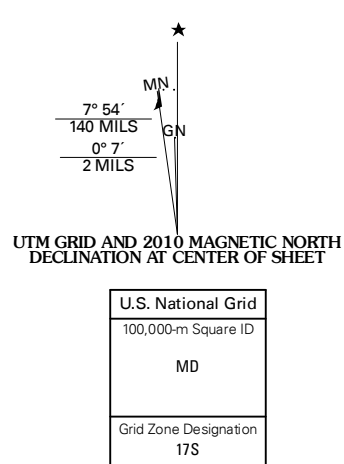 MN
7° 54´
140 MILS
GN
0° 7´
2 MILS
UTM GRID AND 2010 MAGNETIC NORTH
DECLINATION AT CENTER OF SHEET
U.S. National Grid
100,000-m Square ID
MD
Grid Zone Designation
17S